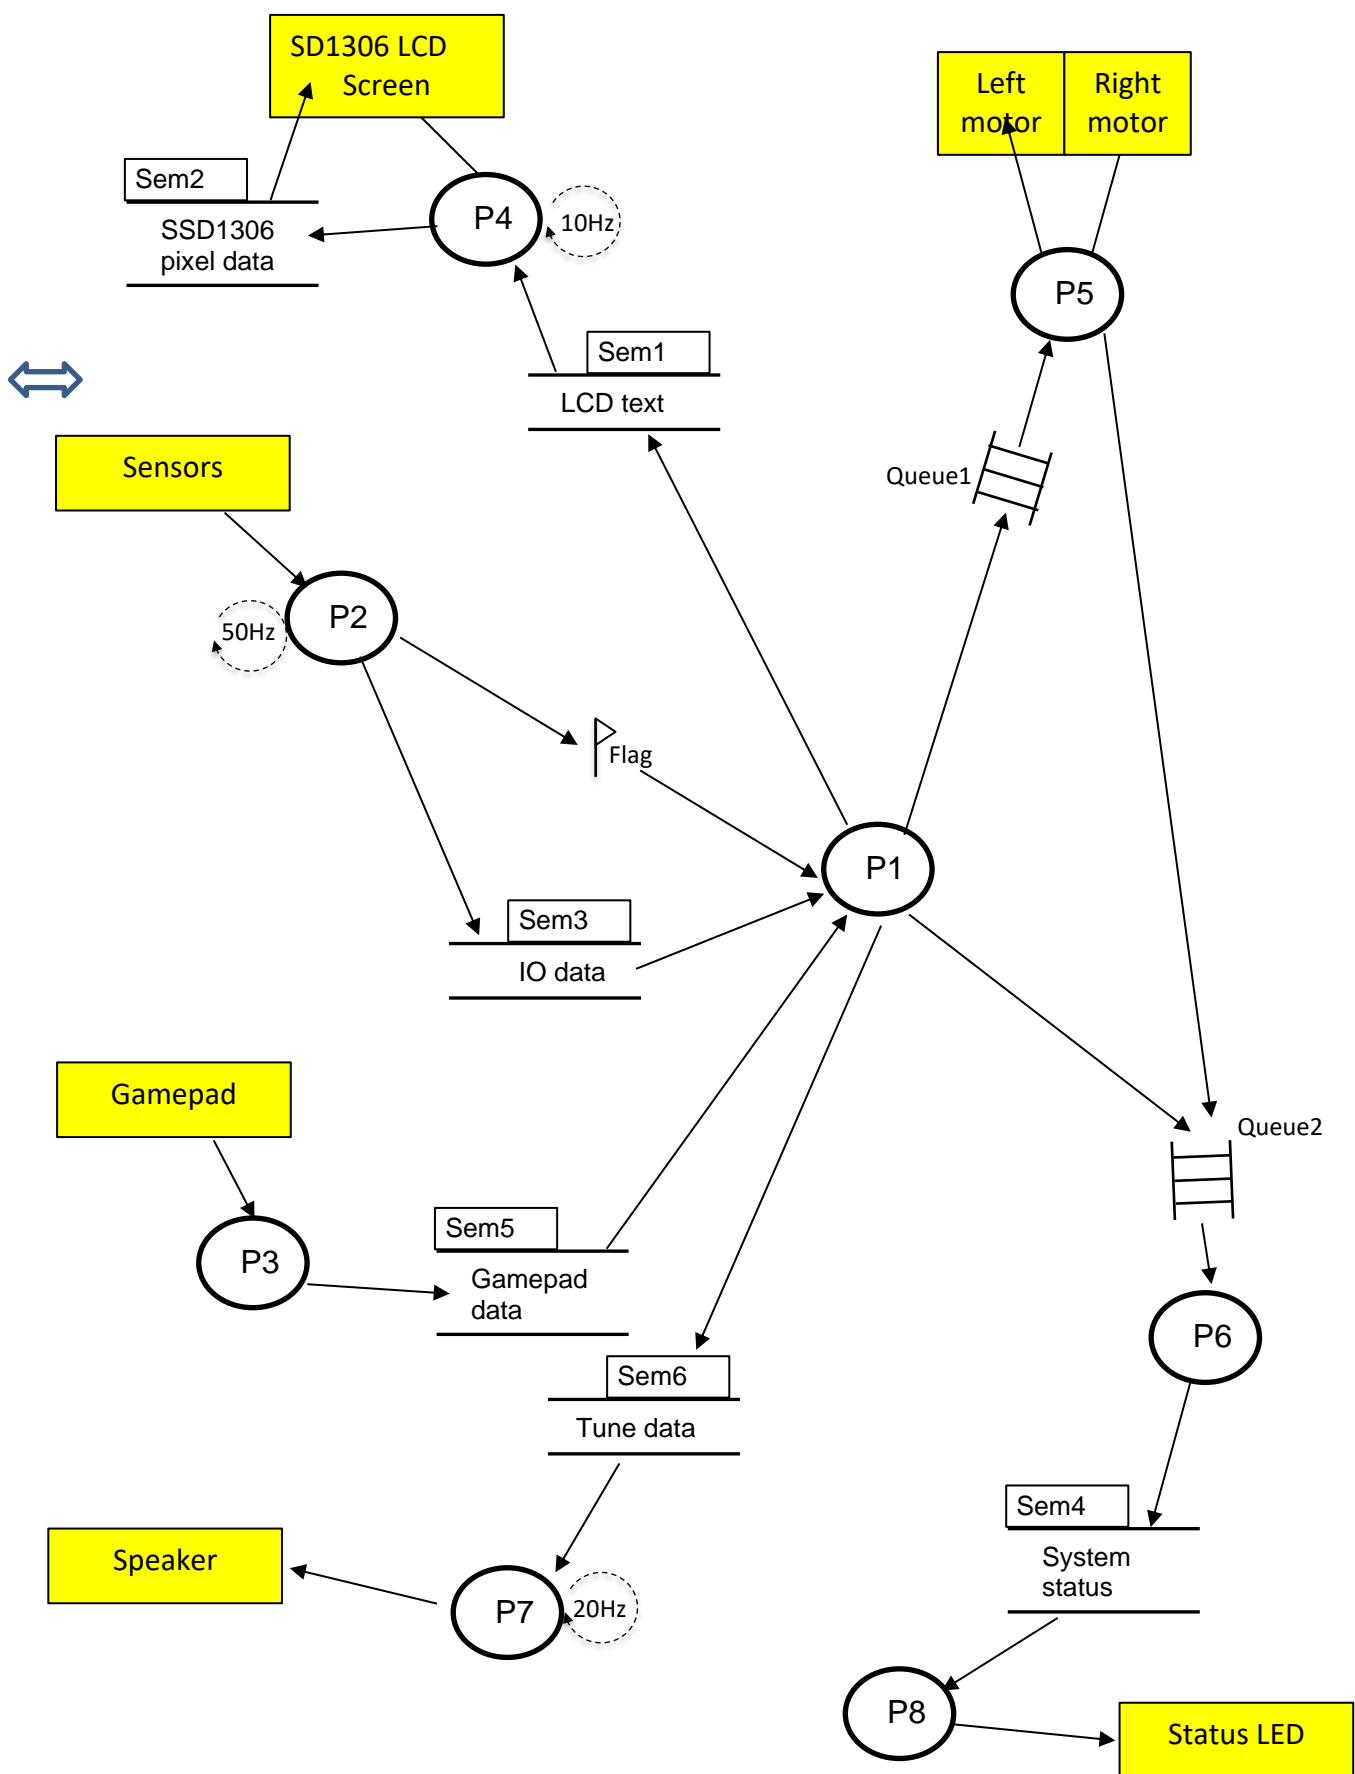 SD1306 LCD
Screen
Left
motor
Right
motor
Sem2
SSD1306
pixel data
P4
10Hz
P5
Sem1
LCD text
Sensors
Queue1
P2
50Hz
Flag
P1
Sem3
IO data
Gamepad
Queue2
P3
Sem5
Gamepad
data
P6
Sem6
Tune data
Sem4
System
status
Speaker
P7
20Hz
P8
Status LED